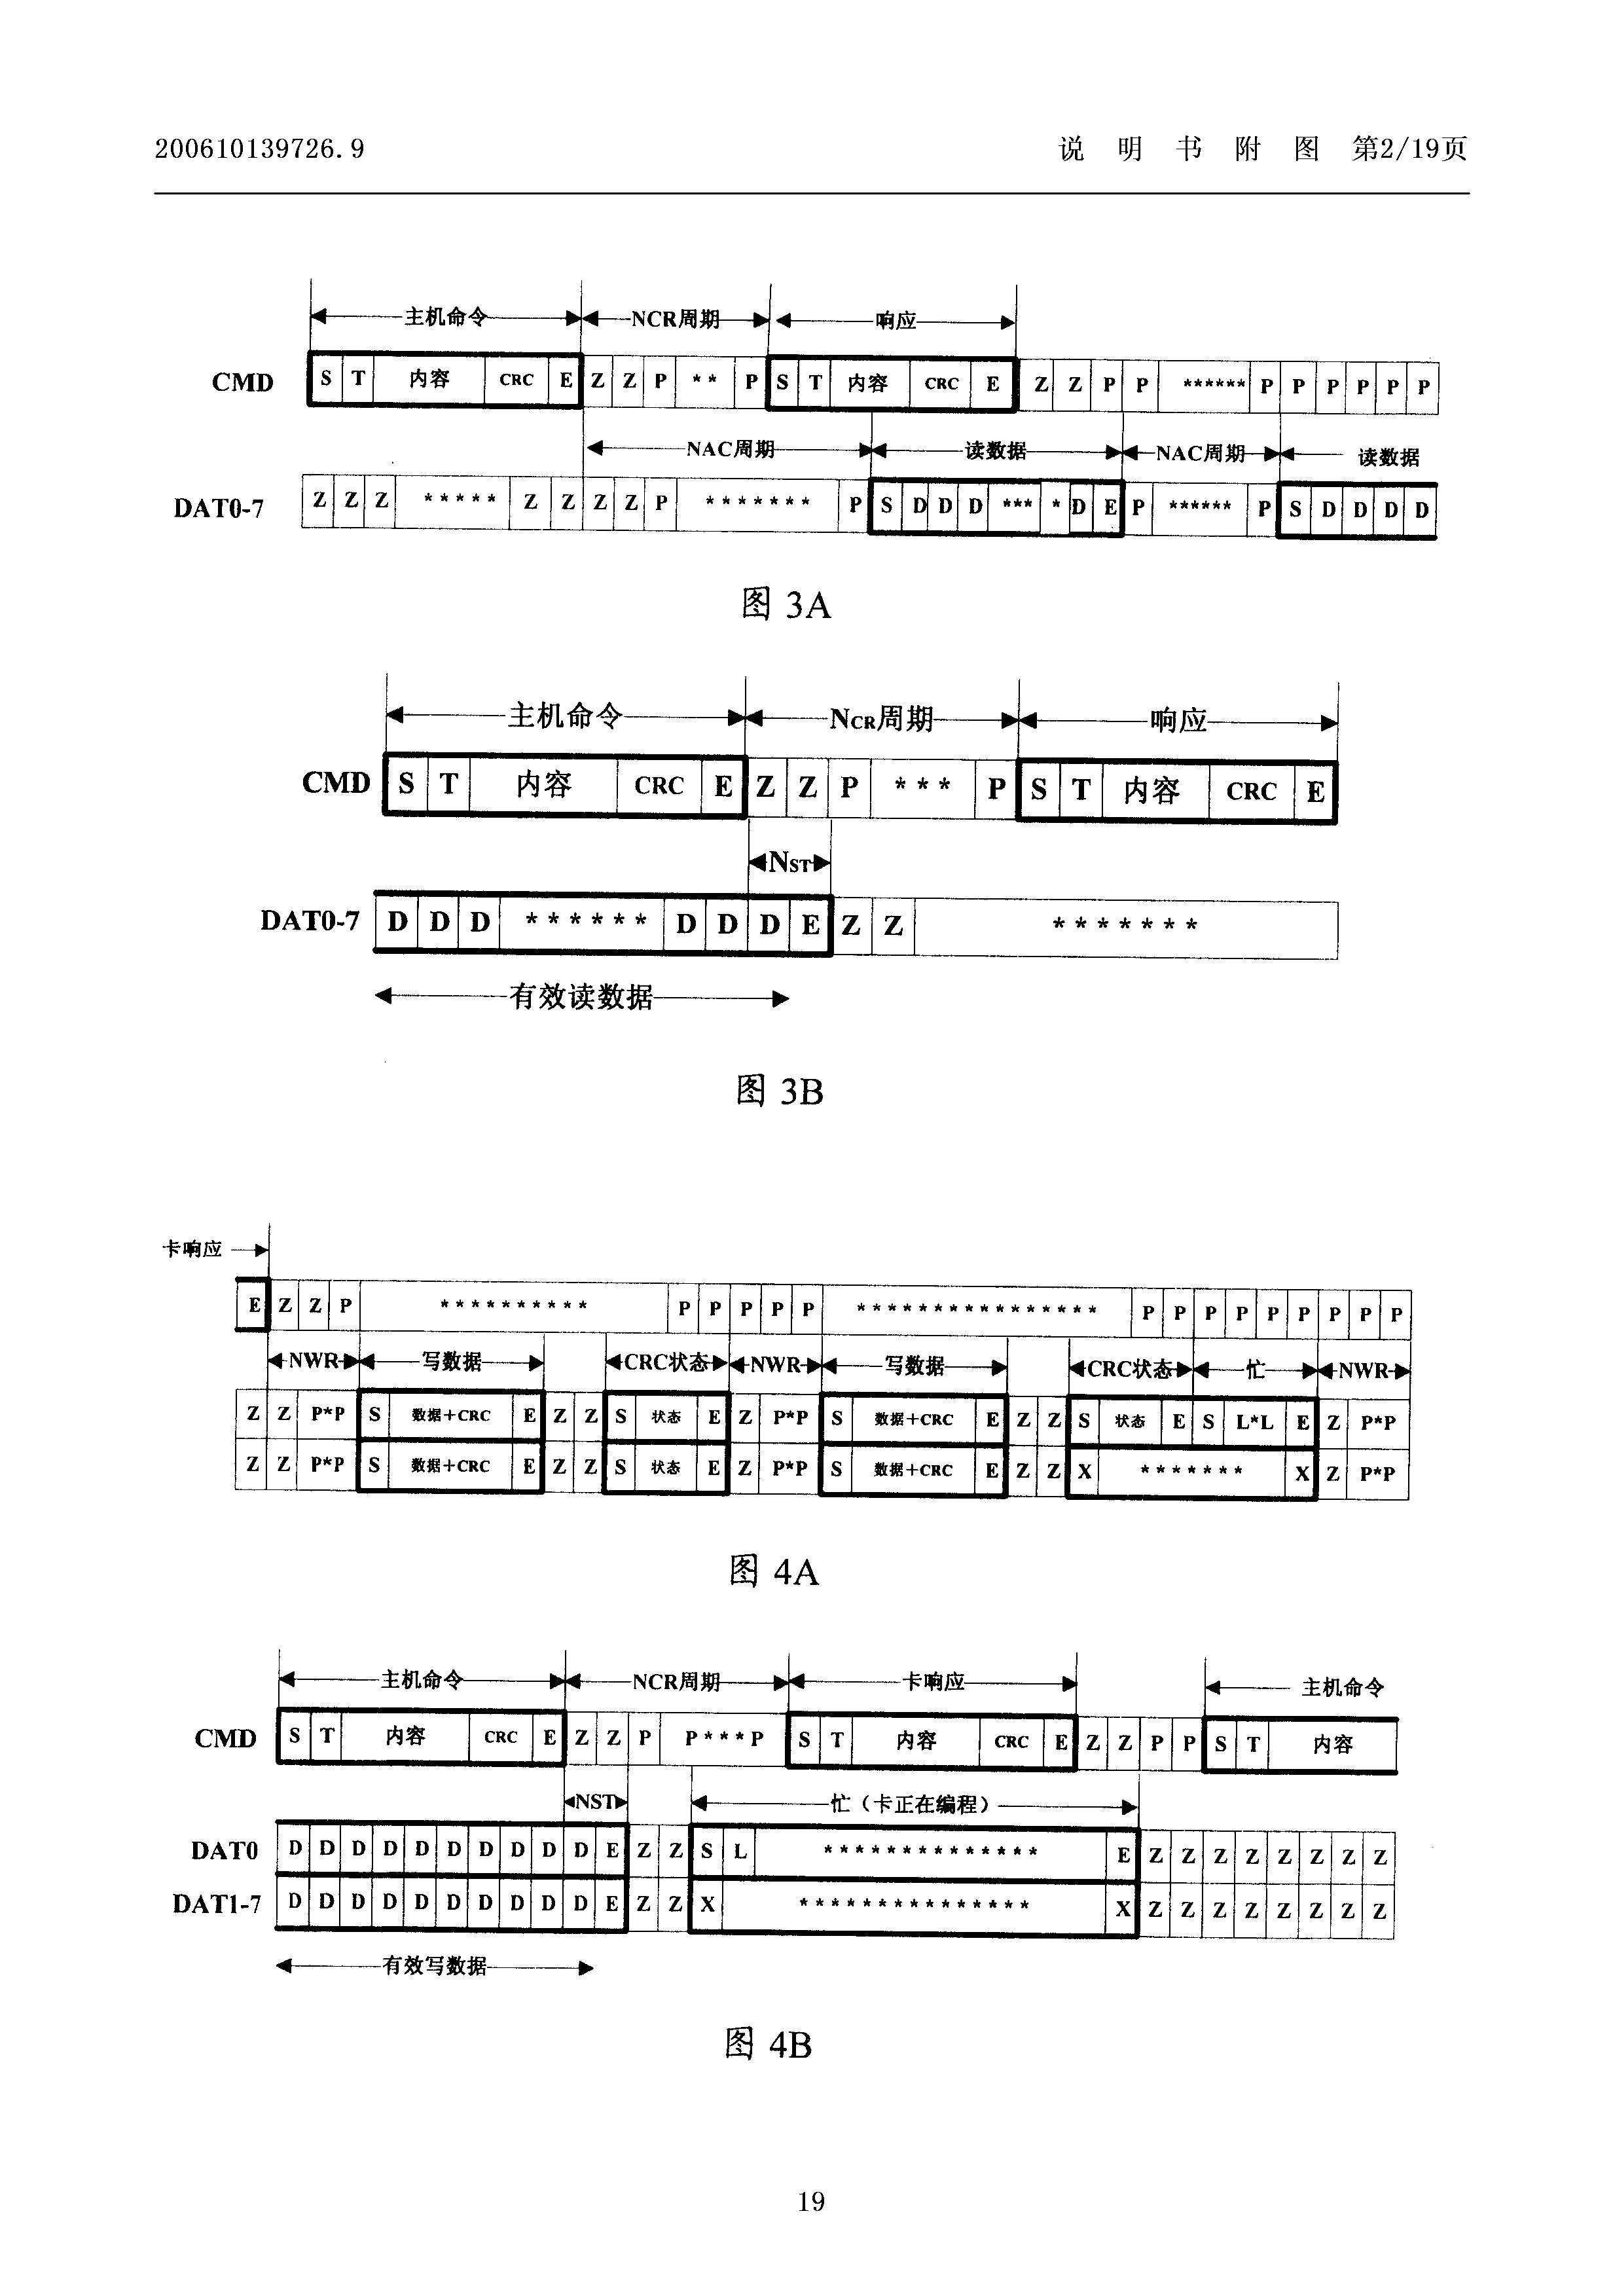 200610139726.9 说 明 书 附 图 第2/19页
主机命令 NCR周期 响应
CMD S T 内容 CRC E Z Z P ** P S T 内容 CRC E Z Z P P ****** P P P P P P
NAC周期 读数据 NAC周期 读数据
DAT0-7 Z Z Z ***** Z Z Z Z P ******* P S D D D *** * D E P ****** P S D D D D
图 3A
主机命令 NCR周期 响应
CMD S T 内容 CRC E Z Z P *** P S T 内容 CRC E
NST
DAT0-7 D D D ****** D D D E Z Z *******
有效读数据
图 3B
卡响应
E Z Z P ********** P P P P P **************** P P P P P P P P P
NWR 写数据 CRC状态 NWR 写数据 CRC状态 忙 NWR
Z Z P*P S 数据+CRC E Z Z S 状态 E Z P*P S 数据+CRC E Z Z S 状态 E S L*L E Z P*P
Z Z P*P S 数据+CRC E Z Z S 状态 E Z P*P S 数据+CRC E Z Z X ******* X Z P*P
图 4A
主机命令 NCR周期 卡响应 主机命令
CMD S T 内容 CRC E Z Z P P***P S T 内容 CRC E Z Z P P S T 内容
NST 忙（卡正在编程）
DAT0 D D D D D D D D D D E Z Z S L ************** E Z Z Z Z Z Z Z Z
DAT1-7 D D D D D D D D D D E Z Z X *************** X Z Z Z Z Z Z Z Z
有效写数据
图 4B
19